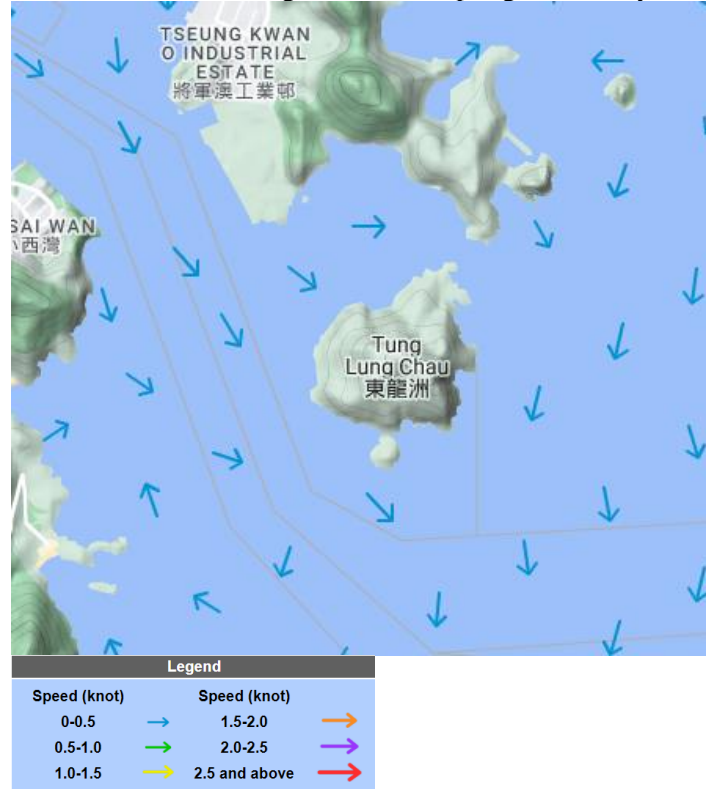 TSEUNG KWAN
O INDUSTRIAL
ESTATE
將軍澳工業邨
SAI WAN
小西灣
Tung
Lung Chau
東龍洲
Legend
Speed (knot) Speed (knot)
0-0.5 1.5-2.0
0.5-1.0 2.0-2.5
1.0-1.5 2.5 and above